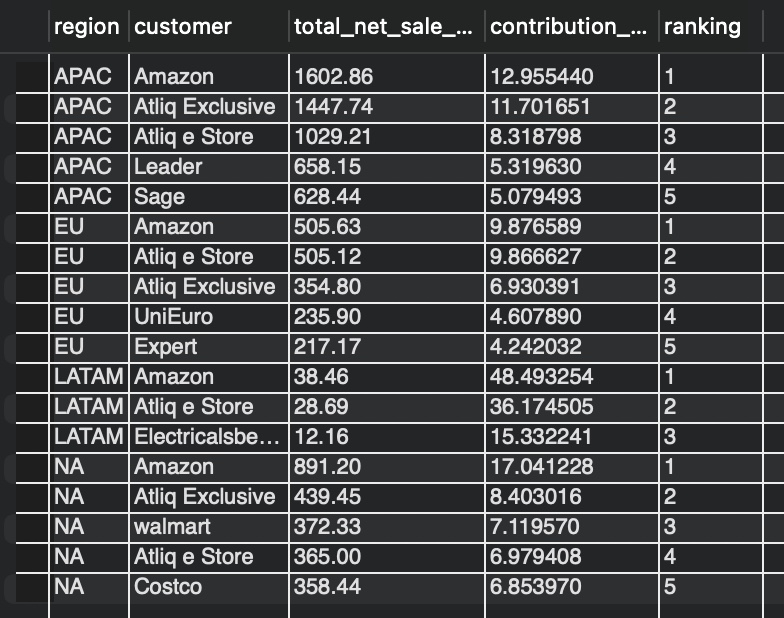 region customer total_net_sale_... contribution_... ranking
APAC Amazon 1602.86 12.955440 1
APAC Atliq Exclusive 1447.74 11.701651 2
APAC Atliq e Store 1029.21 8.318798 3
APAC Leader 658.15 5.319630 4
APAC Sage 628.44 5.079493 5
EU Amazon 505.63 9.876589 1
EU Atliq e Store 505.12 9.866627 2
EU Atliq Exclusive 354.80 6.930391 3
EU UniEuro 235.90 4.607890 4
EU Expert 217.17 4.242032 5
LATAM Amazon 38.46 48.493254 1
LATAM Atliq e Store 28.69 36.174505 2
LATAM Electricalsbe... 12.16 15.332241 3
NA Amazon 891.20 17.041228 1
NA Atliq Exclusive 439.45 8.403016 2
NA walmart 372.33 7.119570 3
NA Atliq e Store 365.00 6.979408 4
NA Costco 358.44 6.853970 5